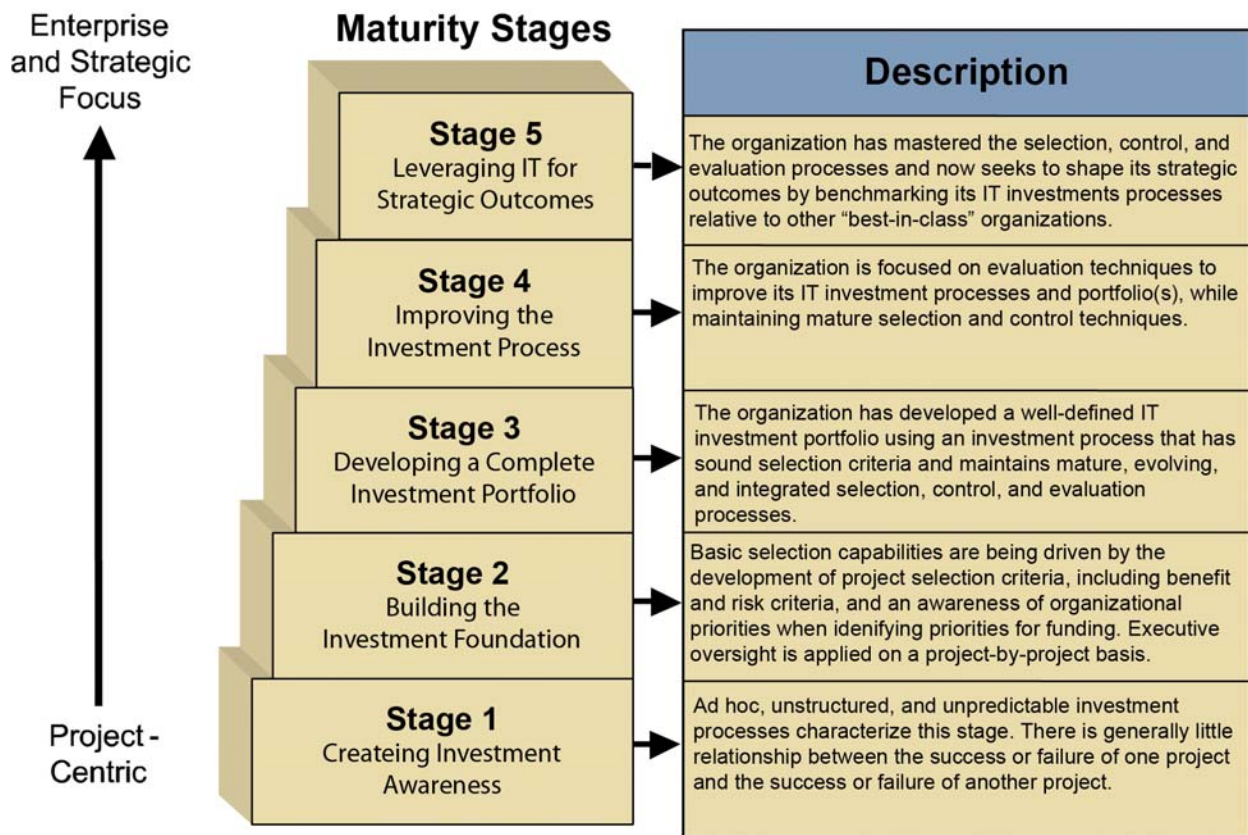 Enterprise
and Strategic
Focus
Project -
Centric
Maturity Stages
Description
Stage 5
Leveraging IT for
Strategic Outcomes
The organization has mastered the selection, control, and
evaluation processes and now seeks to shape its strategic
outcomes by benchmarking its IT investments processes
relative to other “best-in-class” organizations.
Stage 4
Improving the
Investment Process
The organization is focused on evaluation techniques to
improve its IT investment processes and portfolio(s), while
maintaining mature selection and control techniques.
Stage 3
Developing a Complete
Investment Portfolio
The organization has developed a well-defined IT
investment portfolio using an investment process that has
sound selection criteria and maintains mature, evolving,
and integrated selection, control, and evaluation
processes.
Stage 2
Building the
Investment Foundation
Basic selection capabilities are being driven by the
development of project selection criteria, including benefit
and risk criteria, and an awareness of organizational
priorities when idenifying priorities for funding. Executive
oversight is applied on a project-by-project basis.
Stage 1
Createing Investment
Awareness
Ad hoc, unstructured, and unpredictable investment
processes characterize this stage. There is generally little
relationship between the success or failure of one project
and the success or failure of another project.